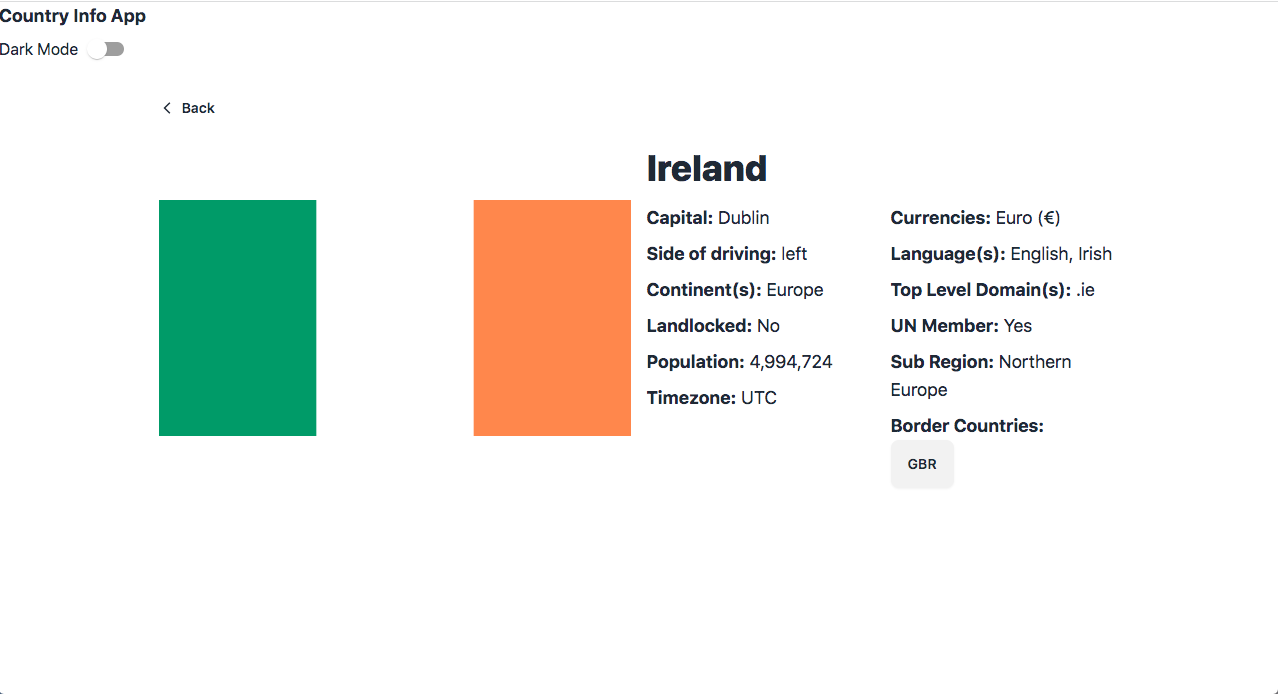 Country Info App
Dark Mode
Back
Ireland
Capital: Dublin
Side of driving: left
Continent(s): Europe
Landlocked: No
Population: 4,994,724
Timezone: UTC
Currencies: Euro (€)
Language(s): English, Irish
Top Level Domain(s): .ie
UN Member: Yes
Sub Region: Northern
Europe
Border Countries:
GBR